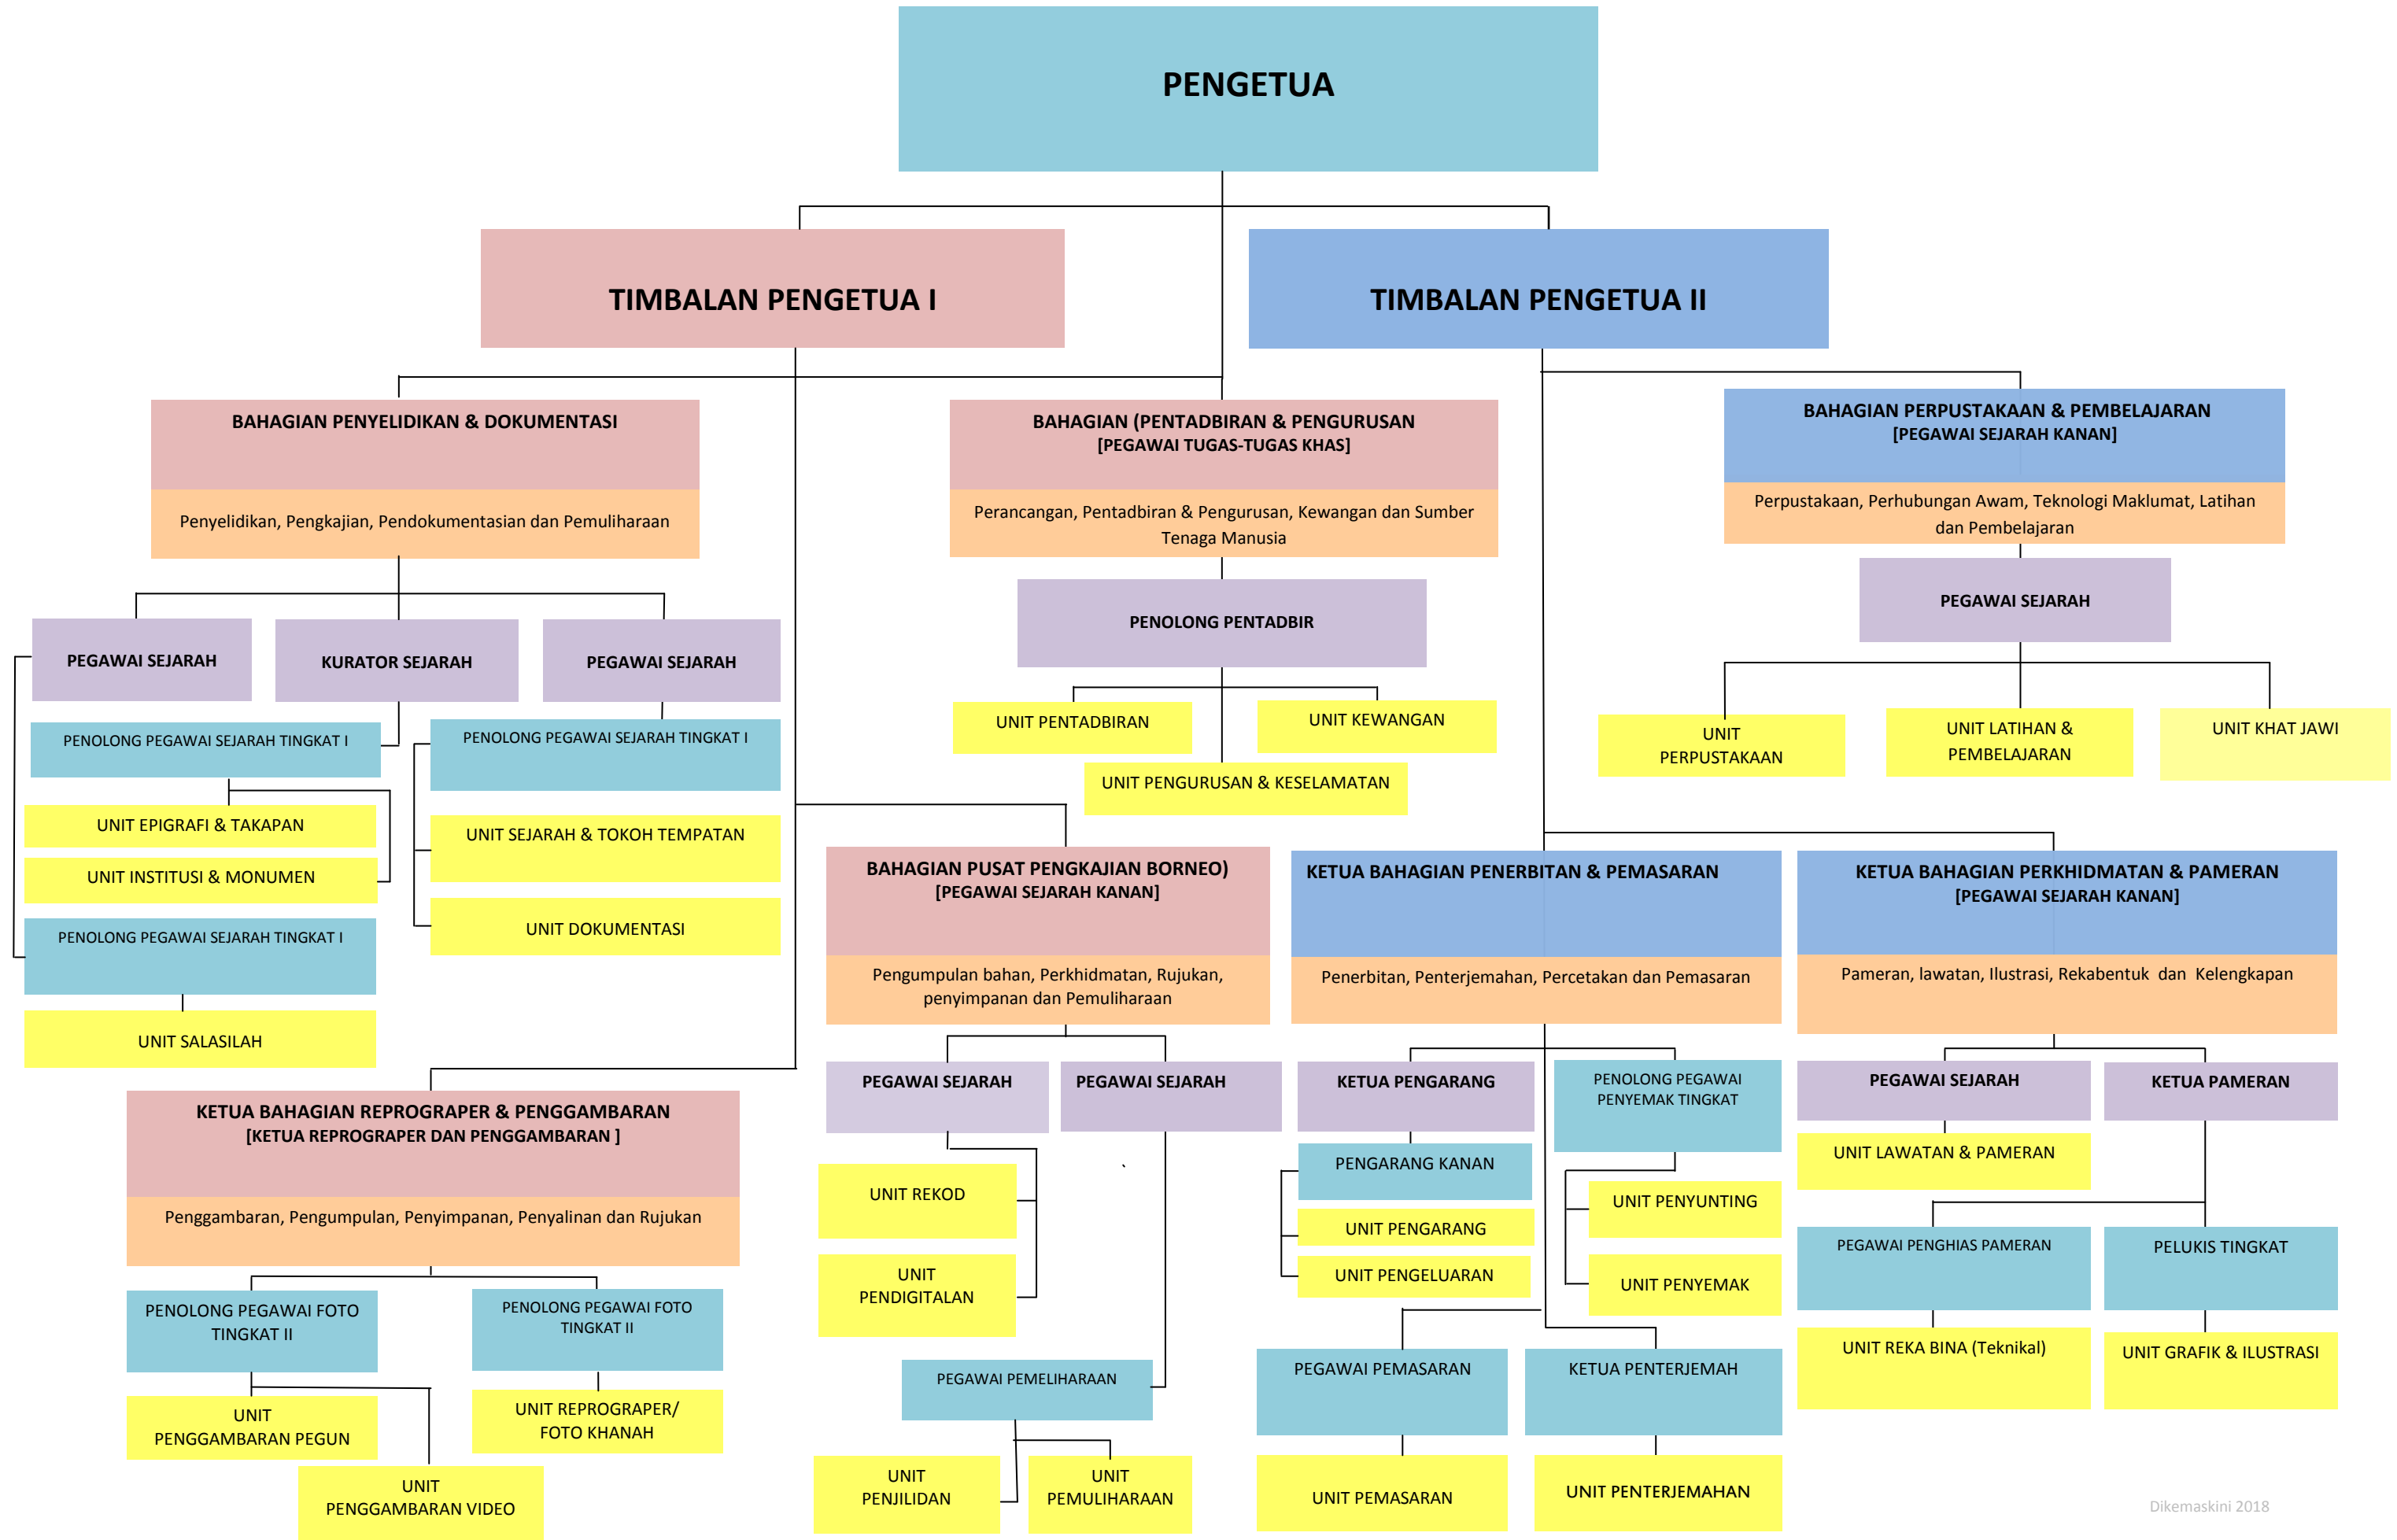 PENGETUA
TIMBALAN PENGETUA I
TIMBALAN PENGETUA II
BAHAGIAN PENYELIDIKAN & DOKUMENTASI
Penyelidikan, Pengkajian, Pendokumentasian dan Pemuliharaan
BAHAGIAN (PENTADBIRAN & PENGURUSAN
[PEGAWAI TUGAS-TUGAS KHAS]
Perancangan, Pentadbiran & Pengurusan, Kewangan dan Sumber
Tenaga Manusia
BAHAGIAN PERPUSTAKAAN & PEMBELAJARAN
[PEGAWAI SEJARAH KANAN]
Perpustakaan, Perhubungan Awam, Teknologi Maklumat, Latihan
dan Pembelajaran
PEGAWAI SEJARAH
KURATOR SEJARAH
PEGAWAI SEJARAH
PENOLONG PENTADBIR
PEGAWAI SEJARAH
PENOLONG PEGAWAI SEJARAH TINGKAT I
PENOLONG PEGAWAI SEJARAH TINGKAT I
UNIT PENTADBIRAN
UNIT KEWANGAN
UNIT PENGURUSAN & KESELAMATAN
UNIT
PERPUSTAKAAN
UNIT LATIHAN &
PEMBELAJARAN
UNIT KHAT JAWI
UNIT EPIGRAFI & TAKAPAN
UNIT INSTITUSI & MONUMEN
UNIT SEJARAH & TOKOH TEMPATAN
UNIT DOKUMENTASI
PENOLONG PEGAWAI SEJARAH TINGKAT I
UNIT SALASILAH
BAHAGIAN PUSAT PENGKAJIAN BORNEO)
[PEGAWAI SEJARAH KANAN]
Pengumpulan bahan, Perkhidmatan, Rujukan,
penyimpanan dan Pemuliharaan
KETUA BAHAGIAN PENERBITAN & PEMASARAN
Penerbitan, Penterjemahan, Percetakan dan Pemasaran
KETUA BAHAGIAN PERKHIDMATAN & PAMERAN
[PEGAWAI SEJARAH KANAN]
Pameran, lawatan, Ilustrasi, Rekabentuk dan Kelengkapan
KETUA BAHAGIAN REPROGRAPER & PENGGAMBARAN
[KETUA REPROGRAPER DAN PENGGAMBARAN ]
Penggambaran, Pengumpulan, Penyimpanan, Penyalinan dan Rujukan
PENOLONG PEGAWAI FOTO
TINGKAT II
PENOLONG PEGAWAI FOTO
TINGKAT II
UNIT
PENGGAMBARAN PEGUN
UNIT REPROGRAPER/
FOTO KHANAH
UNIT
PENGGAMBARAN VIDEO
PEGAWAI SEJARAH
PEGAWAI SEJARAH
UNIT REKOD
UNIT
PENDIGITALAN
PEGAWAI PEMELIHARAAN
UNIT
PENJILIDAN
UNIT
PEMULIHARAAN
KETUA PENGARANG
PENOLONG PEGAWAI
PENYEMAK TINGKAT
PENGARANG KANAN
UNIT PENGARANG
UNIT PENGELUARAN
UNIT PENYUNTING
UNIT PENYEMAK
PEGAWAI PEMASARAN
KETUA PENTERJEMAH
UNIT PEMASARAN
UNIT PENTERJEMAHAN
PEGAWAI SEJARAH
KETUA PAMERAN
UNIT LAWATAN & PAMERAN
PEGAWAI PENGHIAS PAMERAN
PELUKIS TINGKAT
UNIT REKA BINA (Teknikal)
UNIT GRAFIK & ILUSTRASI
Dikemaskini 2018